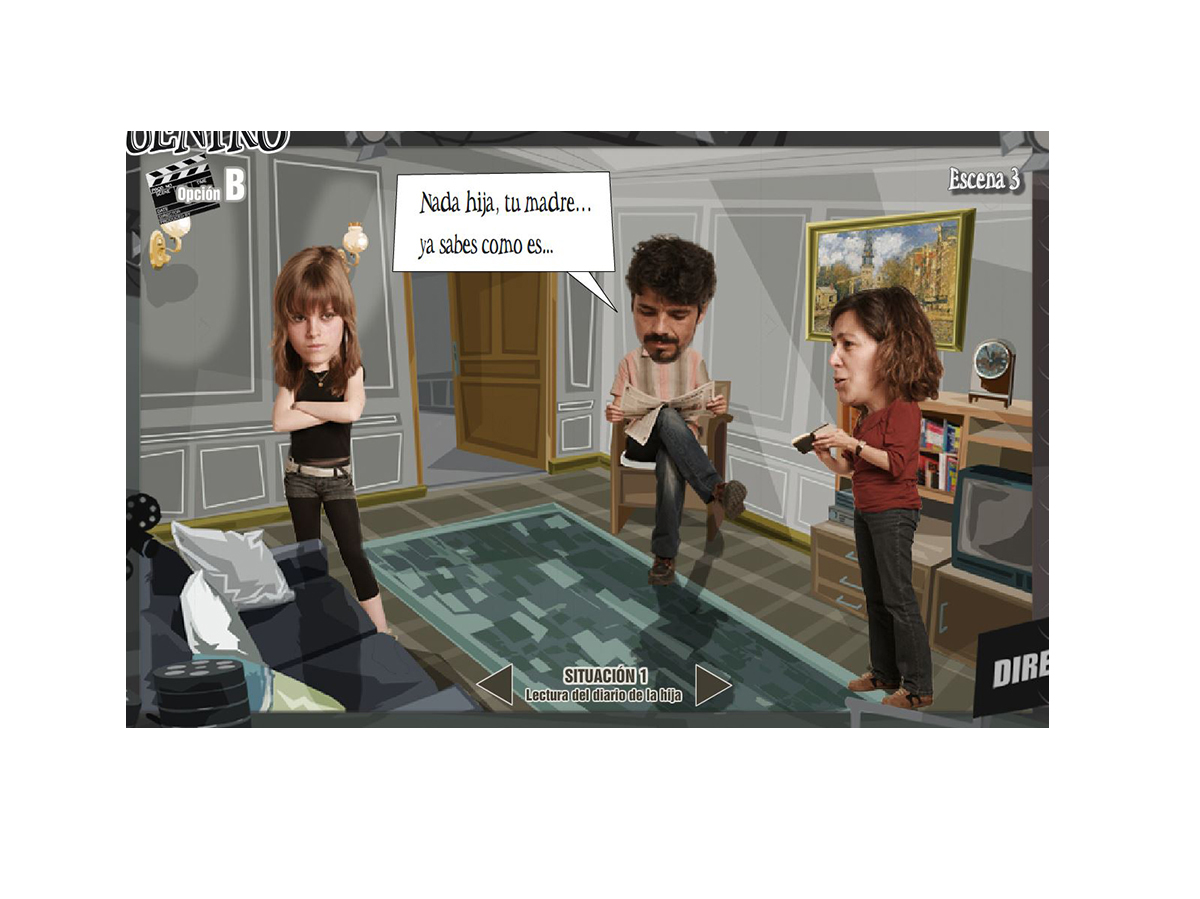 Opción B
Escena 3
Nada hija, tu madre...
ya sabes como es...
SITUACIÓN 1
Lectura del diario de la hija
DIRE